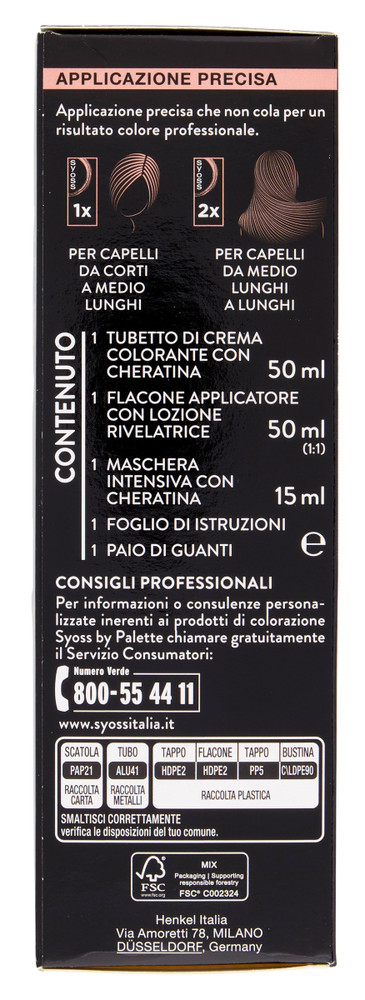 APPLICAZIONE PRECISA
Applicazione precisa che non cola per un
risultato colore professionale.
SYOSS
1x
SYOSS
2x
PER CAPELLI
DA CORTI
A MEDIO
LUNGHI
PER CAPELLI
DA MEDIO
LUNGHI
A LUNGHI
CONTENUTO
1 TUBETTO DI CREMA
COLORANTE CON
CHERATINA 50 ml
1 FLACONE APPLICATORE
CON LOZIONE
RIVELATRICE 50 ml
(1:1)
1 MASCHERA
INTENSIVA CON
CHERATINA 15 ml
1 FOGLIO DI ISTRUZIONI
1 PAIO DI GUANTI ℮
CONSIGLI PROFESSIONALI
Per informazioni o consulenze persona-
lizzate inerenti ai prodotti di colorazione
Syoss by Palette chiamare gratuitamente
il Servizio Consumatori:
Numero Verde
800-55 44 11
www.syossitalia.it
SCATOLA TUBO TAPPO FLACONE TAPPO BUSTINA
PAP21 ALU41 HDPE2 HDPE2 PP5 C\LDPE90
RACCOLTA CARTA RACCOLTA METALLI RACCOLTA PLASTICA
SMALTISCI CORRETTAMENTE
verifica le disposizioni del tuo comune.
FSC
www.fsc.org
MIX
Packaging | Supporting
responsible forestry
FSC® C002324
Henkel Italia
Via Amoretti 78, MILANO
DÜSSELDORF, Germany